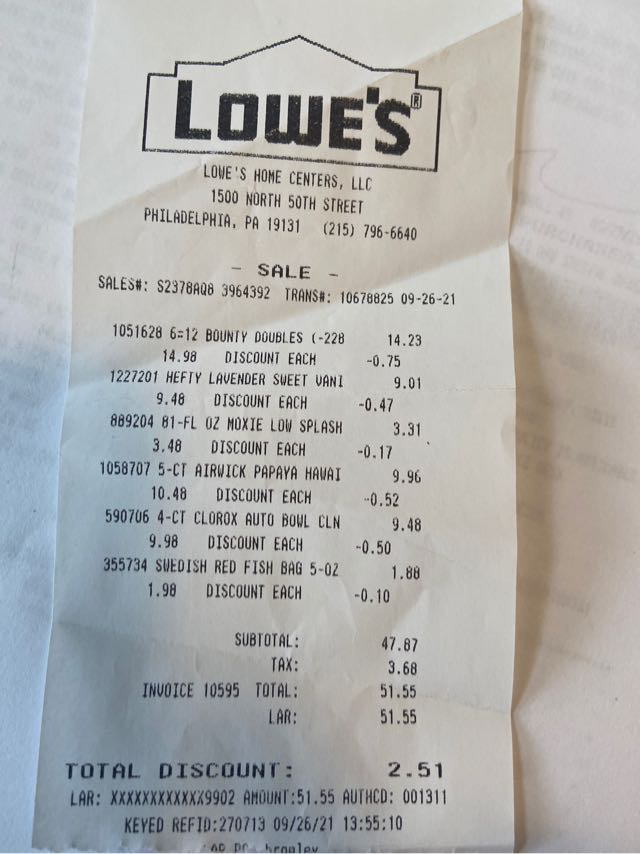 LOWE'S®
LOWE'S HOME CENTERS, LLC
1500 NORTH 50TH STREET
PHILADELPHIA, PA 19131 (215) 796-6640
- SALE -
SALES#: S2378AQ8 3964392 TRANS#: 10678825 09-26-21
1051628 6=12 BOUNTY DOUBLES (-228 14.23
14.98 DISCOUNT EACH -0.75
1227201 HEFTY LAVENDER SWEET VANI 9.01
9.48 DISCOUNT EACH -0.47
889204 81-FL OZ MOXIE LOW SPLASH 3.31
3.48 DISCOUNT EACH -0.17
1058707 5-CT AIRWICK PAPAYA HAWAI 9.96
10.48 DISCOUNT EACH -0.52
590706 4-CT CLOROX AUTO BOWL CLN 9.48
9.98 DISCOUNT EACH -0.50
355734 SWEDISH RED FISH BAG 5-OZ 1.88
1.98 DISCOUNT EACH -0.10
SUBTOTAL: 47.87
TAX: 3.68
INVOICE 10595 TOTAL: 51.55
LAR: 51.55
TOTAL DISCOUNT: 2.51
LAR: XXXXXXXXXXXX9902 AMOUNT:51.55 AUTHCD: 001311
KEYED REFID:270713 09/26/21 13:55:10